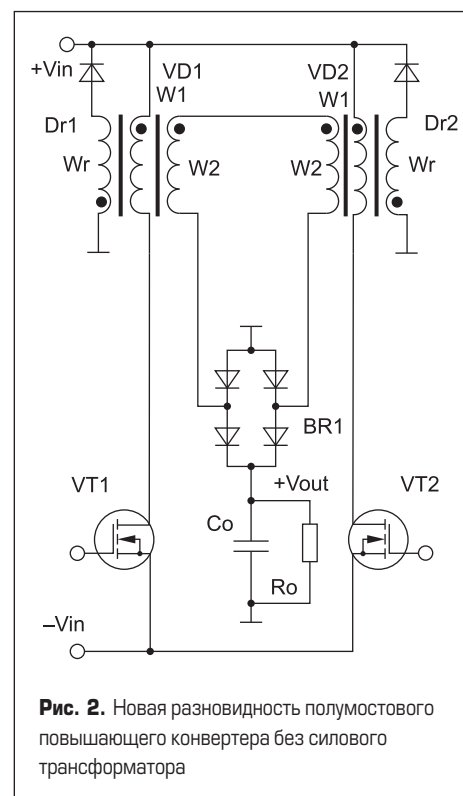 +Vin
VD1
VD2
W1
W1
Dr1
Dr2
Wr
W2
W2
Wr
BR1
VT1
+Vout
VT2
Co
Ro
–Vin
Рис. 2. Новая разновидность полумостового
повышающего конвертера без силового
трансформатора